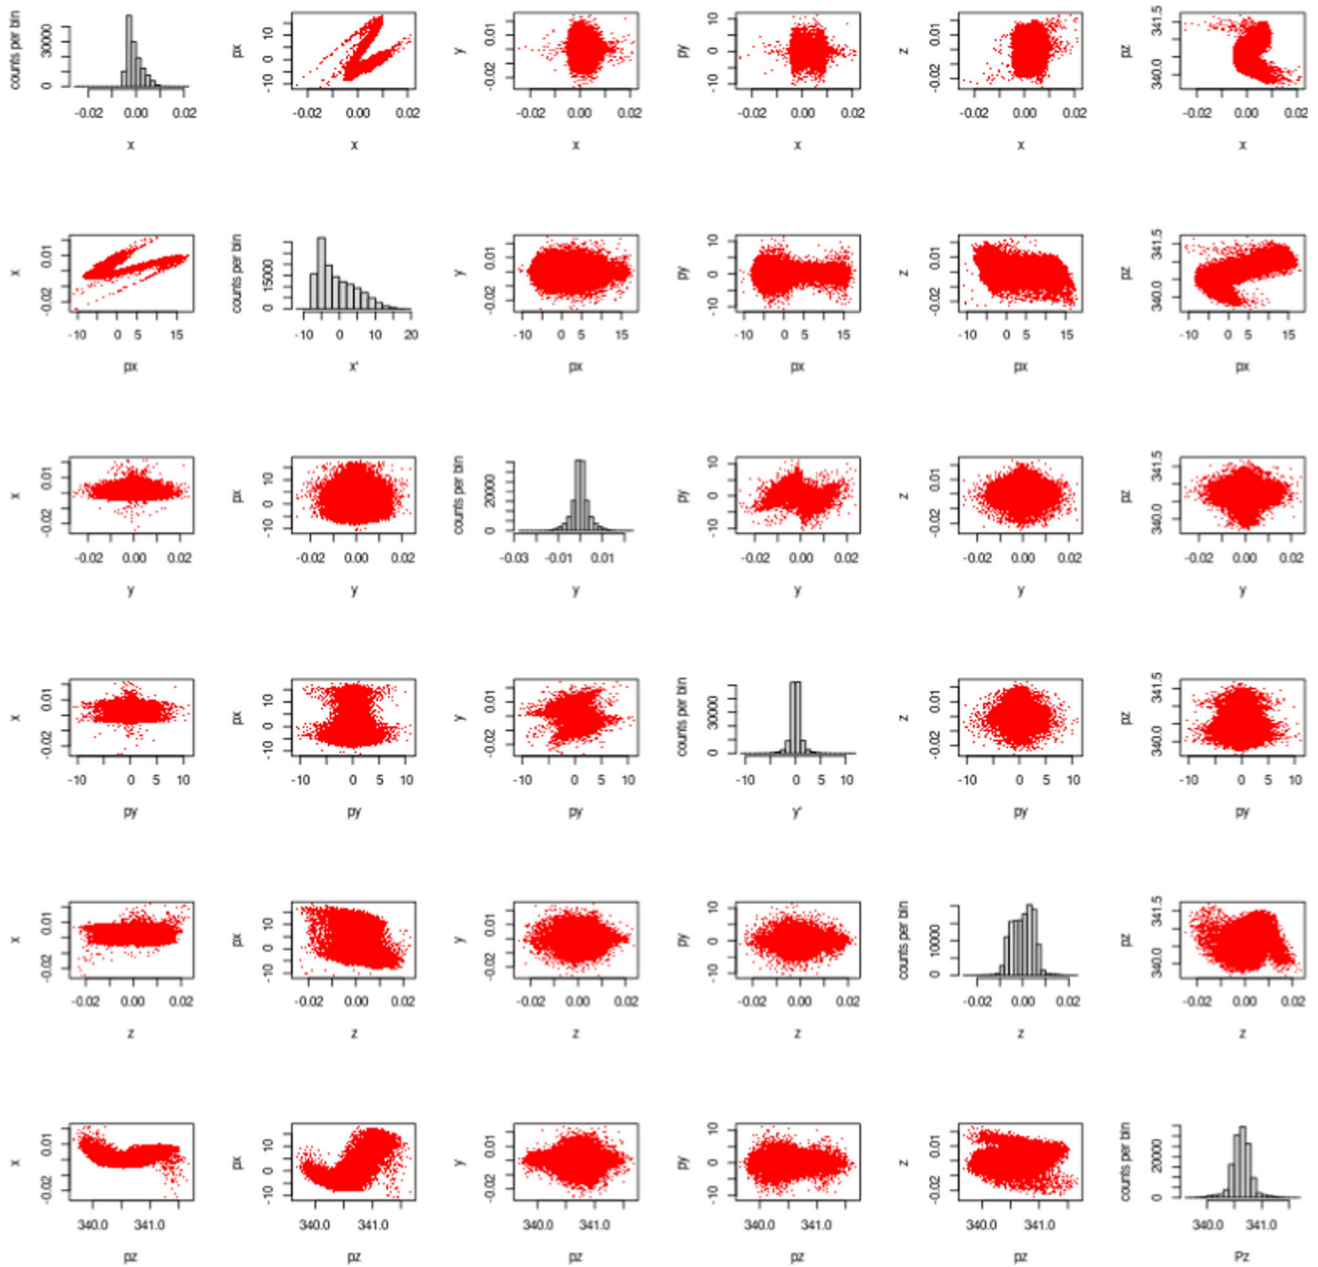 counts per bin
0 30000
-0.02 0.00 0.02
x
px
-10 0 10
-0.02 0.00 0.02
x
y
-0.02 0.01
-0.02 0.00 0.02
x
py
-10 0 10
-0.02 0.00 0.02
x
z
-0.02 0.01
-0.02 0.00 0.02
x
pz
340.0 341.5
-0.02 0.00 0.02
x
x
-0.02 0.01
-10 0 5 15
px
counts per bin
0 15000
-10 0 10 20
x'
y
-0.02 0.01
-10 0 5 15
px
py
-10 0 10
-10 0 5 15
px
z
-0.02 0.01
-10 0 5 15
px
pz
340.0 341.5
-10 0 5 15
px
x
-0.02 0.01
-0.02 0.00 0.02
y
px
-10 0 10
-0.02 0.00 0.02
y
counts per bin
0 20000
-0.03 -0.01 0.01
y
py
-10 0 10
-0.02 0.00 0.02
y
z
-0.02 0.01
-0.02 0.00 0.02
y
pz
340.0 341.5
-0.02 0.00 0.02
y
x
-0.02 0.01
-10 0 5 10
py
px
-10 0 10
-10 0 5 10
py
y
-0.02 0.01
-10 0 5 10
py
counts per bin
0 30000
-10 0 5 10
y'
z
-0.02 0.01
-10 0 5 10
py
pz
340.0 341.5
-10 0 5 10
py
x
-0.02 0.01
-0.02 0.00 0.02
z
px
-10 0 10
-0.02 0.00 0.02
z
y
-0.02 0.01
-0.02 0.00 0.02
z
py
-10 0 10
-0.02 0.00 0.02
z
counts per bin
0 10000
-0.02 0.00 0.02
z
pz
340.0 341.5
-0.02 0.00 0.02
z
x
-0.02 0.01
340.0 341.0
pz
px
-10 0 10
340.0 341.0
pz
y
-0.02 0.01
340.0 341.0
pz
py
-10 0 10
340.0 341.0
pz
z
-0.02 0.01
340.0 341.0
pz
counts per bin
0 20000
340.0 341.0
Pz